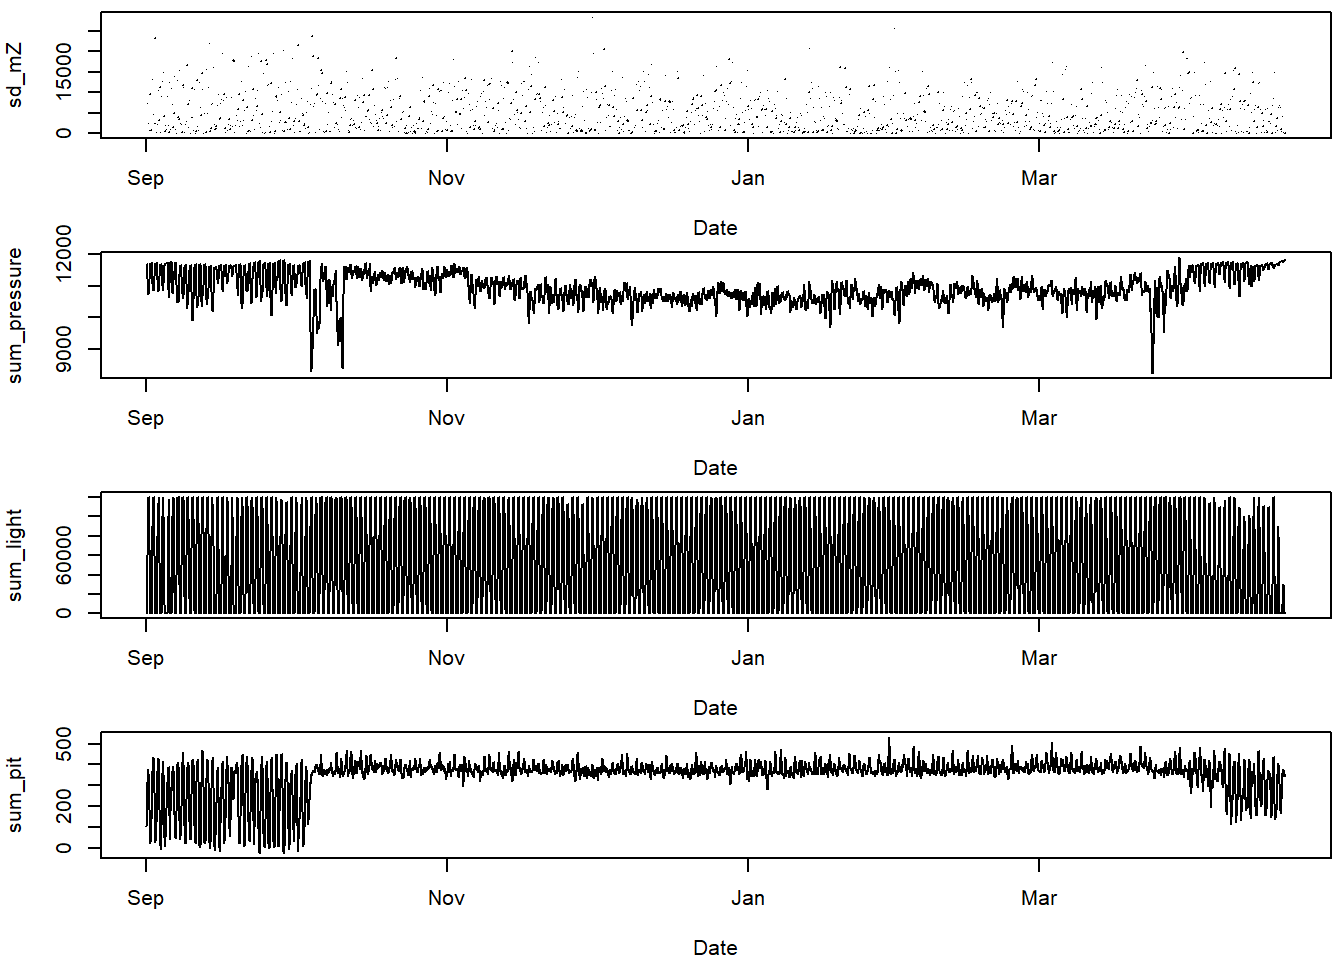 sd_mZ
0 15000
Sep Nov Jan Mar
Date
sum_pressure
9000 12000
Sep Nov Jan Mar
Date
sum_light
0 60000
Sep Nov Jan Mar
Date
sum_pit
0 200 500
Sep Nov Jan Mar
Date